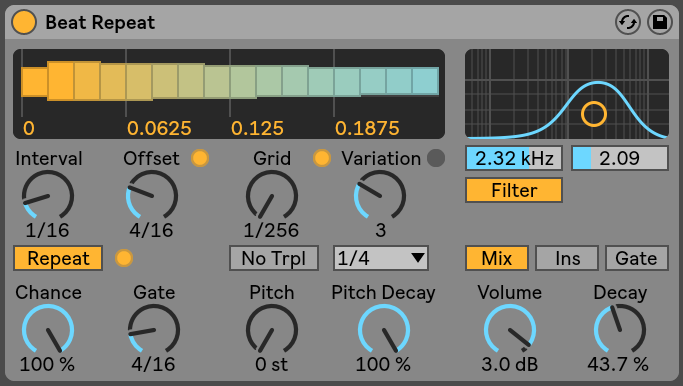 Beat Repeat
0 0.0625 0.125 0.1875
Interval Offset Grid Variation
2.32 kHz 2.09
Filter
1/16 4/16 1/256 3
Repeat No Trpl 1/4 Mix Ins Gate
Chance Gate Pitch Pitch Decay Volume Decay
100 % 4/16 0 st 100 % 3.0 dB 43.7 %